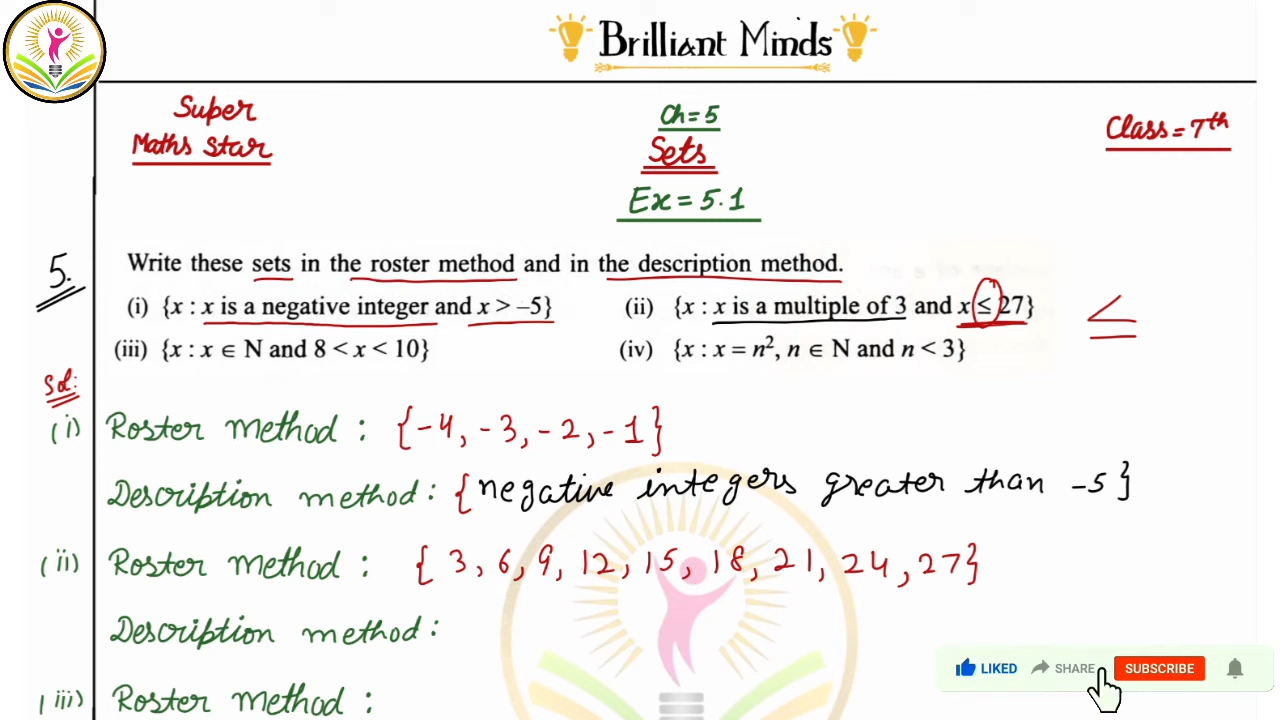 Brilliant Minds
Super
Maths Star
Ch = 5
Sets
Ex = 5.1
Class = 7th
5.
Write these sets in the roster method and in the description method.
(i) {x : x is a negative integer and x > –5}
(ii) {x : x is a multiple of 3 and x ≤ 27}
≤
(iii) {x : x ∈ N and 8 < x < 10}
(iv) {x : x = n², n ∈ N and n < 3}
Sol:
(i) Roster method : {-4, -3, -2, -1}
Description method : {negative integers greater than -5}
(ii) Roster method : {3, 6, 9, 12, 15, 18, 21, 24, 27}
Description method :
LIKED SHARE SUBSCRIBE
(iii) Roster method :